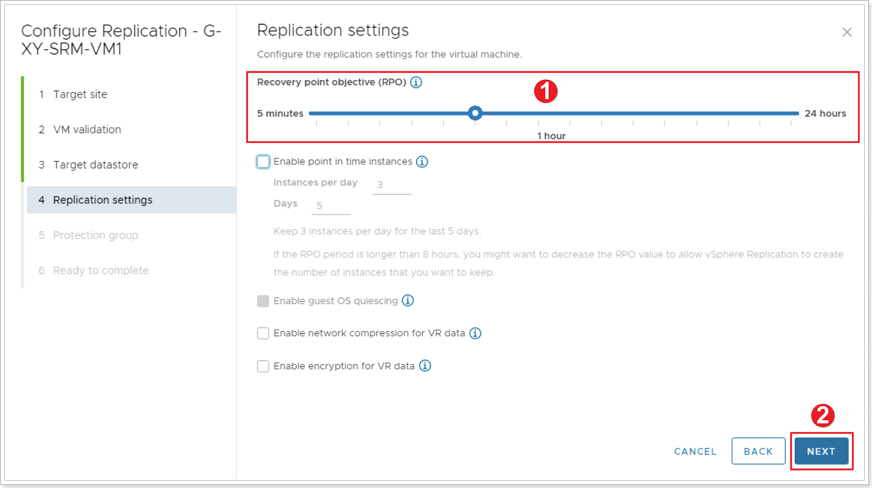 Configure Replication - G-
XY-SRM-VM1
1 Target site
2 VM validation
3 Target datastore
4 Replication settings
5 Protection group
6 Ready to complete
Replication settings
Configure the replication settings for the virtual machine.
Recovery point objective (RPO)
1
5 minutes
24 hours
1 hour
Enable point in time instances
Instances per day 3
Days 5
Keep 3 instances per day for the last 5 days.
If the RPO period is longer than 8 hours, you might want to decrease the RPO value to allow vSphere Replication to create
the number of instances that you want to keep.
Enable guest OS quiescing
Enable network compression for VR data
Enable encryption for VR data
2
CANCEL BACK NEXT